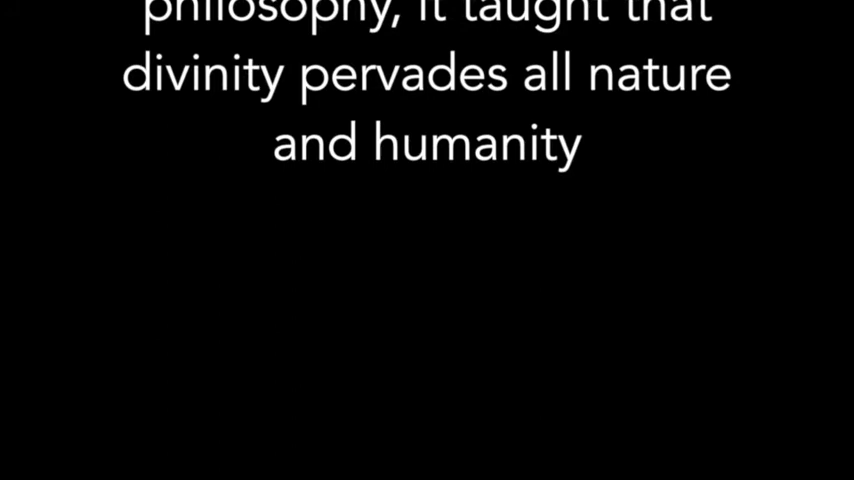 philosophy, it taught that
divinity pervades all nature
and humanity